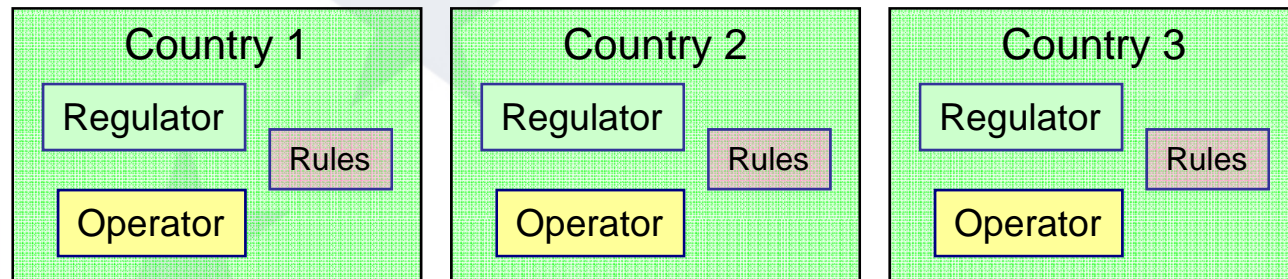 Country 1
Regulator
Rules
Operator
Country 2
Regulator
Rules
Operator
Country 3
Regulator
Rules
Operator